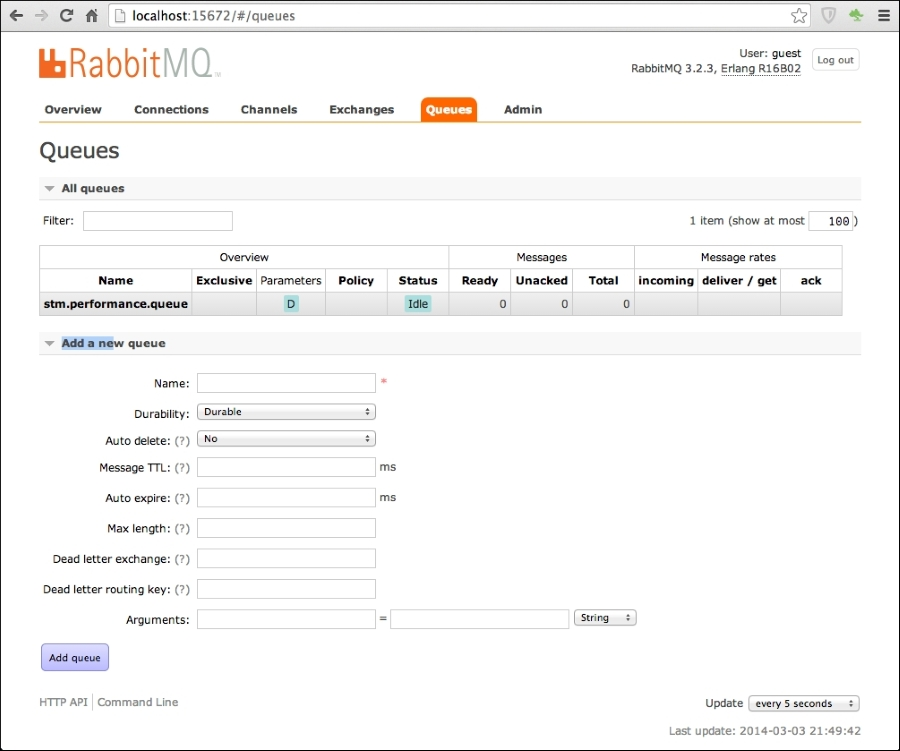 localhost:15672/#/queues
RabbitMQ™
User: guest
RabbitMQ 3.2.3, Erlang R16B02
Log out
Overview Connections Channels Exchanges Queues Admin
Queues
All queues
Filter: 1 item (show at most 100 )
Overview Messages Message rates
Name Exclusive Parameters Policy Status Ready Unacked Total incoming deliver / get ack
stm.performance.queue D Idle 0 0 0
Add a new queue
Name: *
Durability: Durable
Auto delete: (?) No
Message TTL: (?) ms
Auto expire: (?) ms
Max length: (?)
Dead letter exchange: (?)
Dead letter routing key: (?)
Arguments: = String
Add queue
HTTP API Command Line Update every 5 seconds
Last update: 2014-03-03 21:49:42